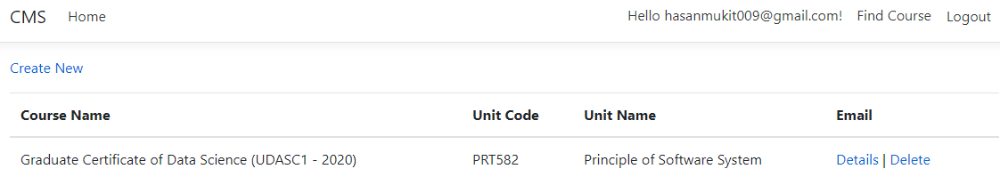 CMS Home Hello hasanmukit009@gmail.com! Find Course Logout
Create New
Course Name Unit Code Unit Name Email
Graduate Certificate of Data Science (UDASC1 - 2020) PRT582 Principle of Software System Details | Delete